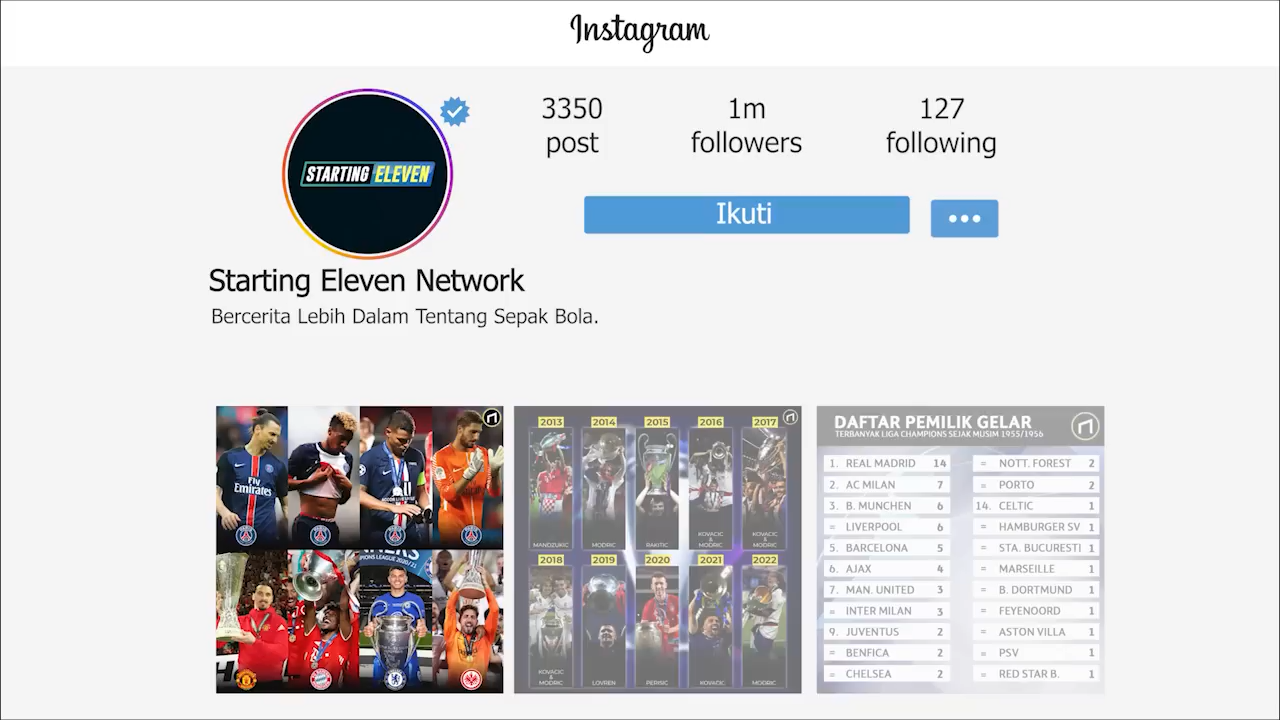 Instagram
3350
post
1m
followers
127
following
STARTING ELEVEN
Ikuti
Starting Eleven Network
Bercerita Lebih Dalam Tentang Sepak Bola.
Fly
Emirates
2013
2014
2015
2016
2017
MANDZUKIC
MODRIC
RAKITIC
KOVACIC
&
MODRIC
KOVACIC
&
MODRIC
2018
2019
2020
2021
2022
KOVACIC
&
MODRIC
LOVREN
PERISIC
KOVACIC
MODRIC
DAFTAR PEMILIK GELAR
TERBANYAK LIGA CHAMPIONS SEJAK MUSIM 1955/1956
1. REAL MADRID 14
2. AC MILAN 7
3. B. MUNCHEN 6
= LIVERPOOL 6
5. BARCELONA 5
6. AJAX 4
7. MAN. UNITED 3
= INTER MILAN 3
9. JUVENTUS 2
= BENFICA 2
= CHELSEA 2
= NOTT. FOREST 2
= PORTO 2
14. CELTIC 1
= HAMBURGER SV 1
= STA. BUCURESTI 1
= MARSEILLE 1
= B. DORTMUND 1
= FEYENOORD 1
= ASTON VILLA 1
= PSV 1
= RED STAR B. 1